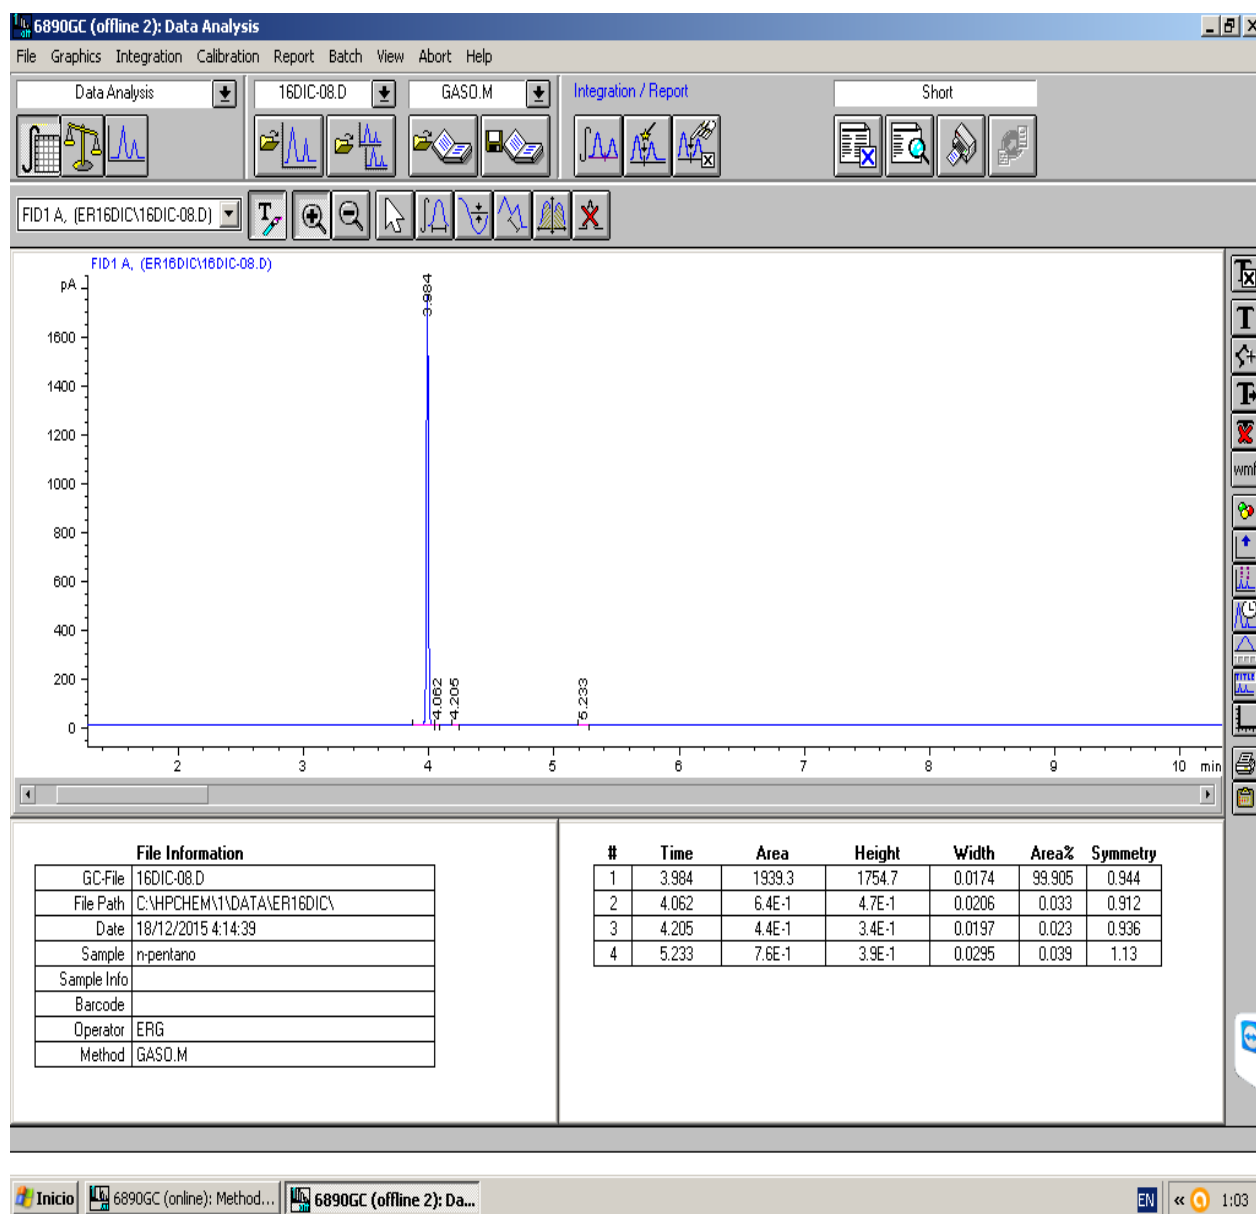 6890GC (offline 2): Data Analysis
File Graphics Integration Calibration Report Batch View Abort Help
Data Analysis 16DIC-08.D GASO.M Integration / Report Short
FID1 A, (ER16DIC\16DIC-08.D)
FID1 A, (ER16DIC\16DIC-08.D)
pA
3.984
1600
1400
1200
1000
800
600
400
200
0
4.062
4.205
5.233
2 3 4 5 6 7 8 9 10 min
T
T
T
wmf
TITLE
File Information
GC-File 16DIC-08.D
File Path C:\HPCHEM\1\DATA\ER16DIC\
Date 18/12/2015 4:14:39
Sample n-pentano
Sample Info
Barcode
Operator ERG
Method GASO.M
# Time Area Height Width Area% Symmetry
1 3.984 1939.3 1754.7 0.0174 99.905 0.944
2 4.062 6.4E-1 4.7E-1 0.0206 0.033 0.912
3 4.205 4.4E-1 3.4E-1 0.0197 0.023 0.936
4 5.233 7.6E-1 3.9E-1 0.0295 0.039 1.13
Inicio 6890GC (online): Method... 6890GC (offline 2): Da... EN « 1:03